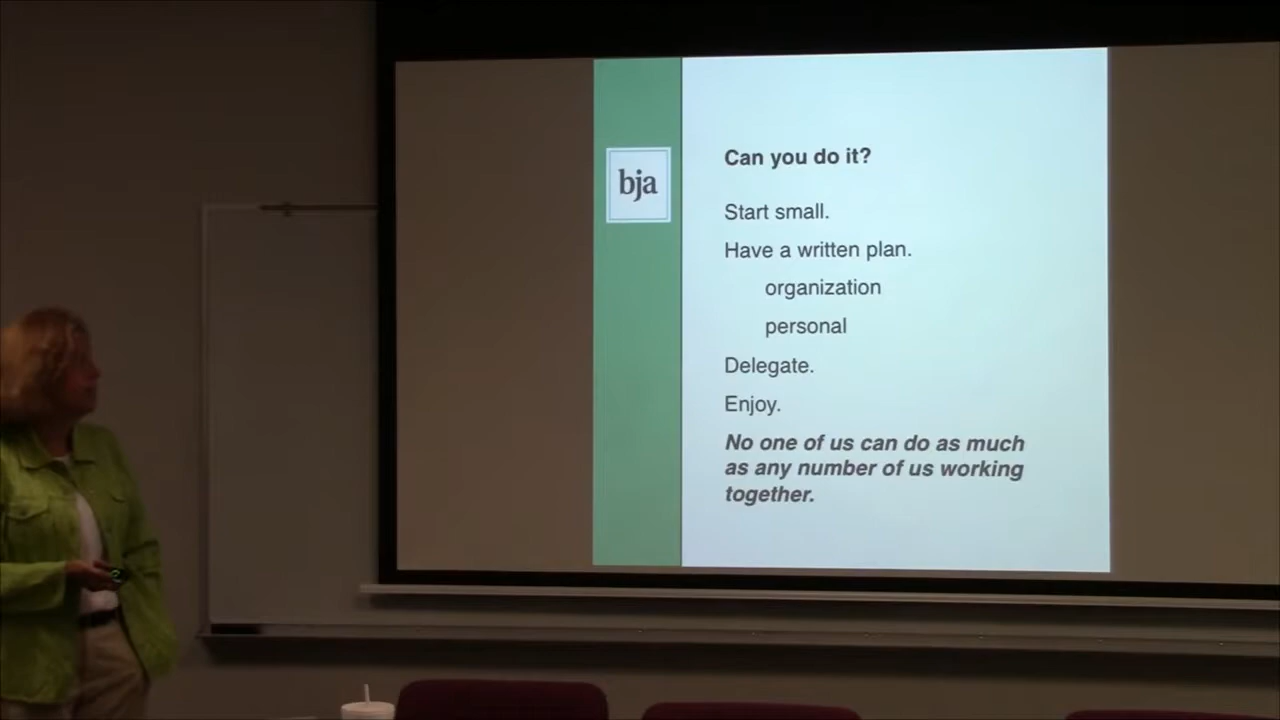 bja
Can you do it?
Start small.
Have a written plan.
organization
personal
Delegate.
Enjoy.
No one of us can do as much
as any number of us working
together.